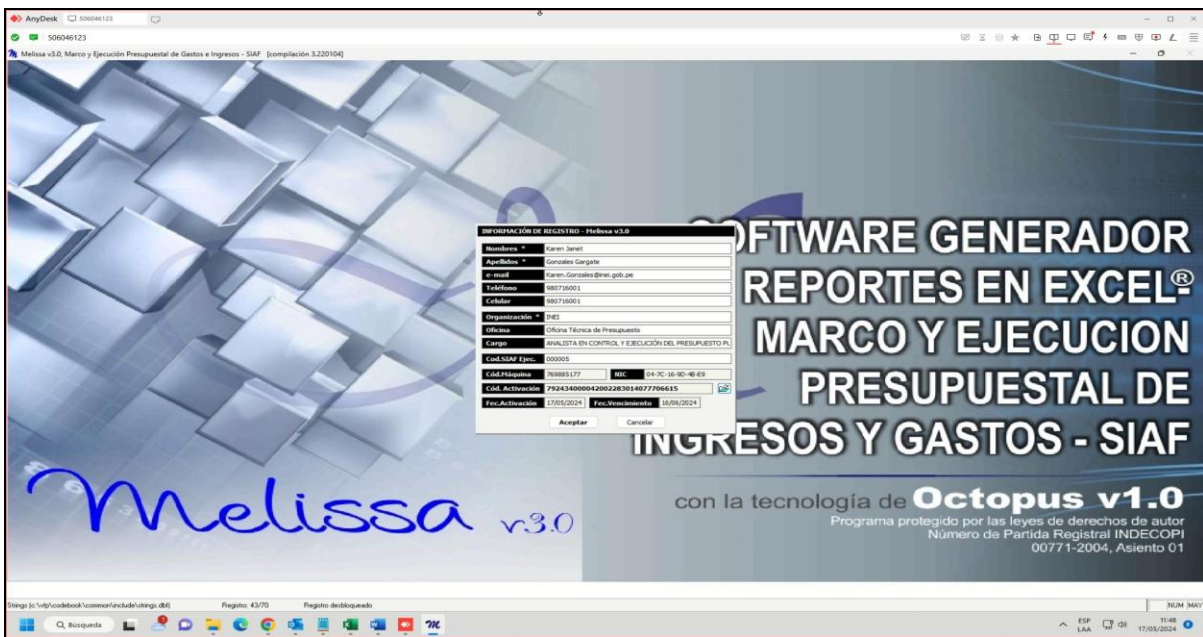 AnyDesk 506046123
506046123
Melissa v3.0, Marco y Ejecución Presupuestal de Gastos e Ingresos - SIAF [compilación 3.220104]
INFORMACIÓN DE REGISTRO - Melissa v3.0
Nombres * Karen Janet
Apellidos * Gonzales Gargate
e-mail Karen.Gonzales@inei.gob.pe
Teléfono 980716001
Celular 980716001
Organización * INEI
Oficina Oficina Técnica de Presupuesto
Cargo ANALISTA EN CONTROL Y EJECUCIÓN DEL PRESUPUESTO PL
Cod.SIAF Ejec. 000005
Cód.Máquina 769885177 NIC 04-7C-16-9D-4B-E9
Cód. Activación 792434000042002283014077706615
Fec.Activación 17/05/2024 Fec.Vencimiento 16/06/2024
Aceptar Cancelar
SOFTWARE GENERADOR
REPORTES EN EXCEL®
MARCO Y EJECUCION
PRESUPUESTAL DE
INGRESOS Y GASTOS - SIAF
Melissa v3.0
con la tecnología de Octopus v1.0
Programa protegido por las leyes de derechos de autor
Número de Partida Registral INDECOPI
00771-2004, Asiento 01
Strings (c:\vfp\codebook\common\include\strings.dbf) Registro: 43/70 Registro desbloqueado NUM MAY
Búsqueda
ESP
LAA
11:48
17/05/2024